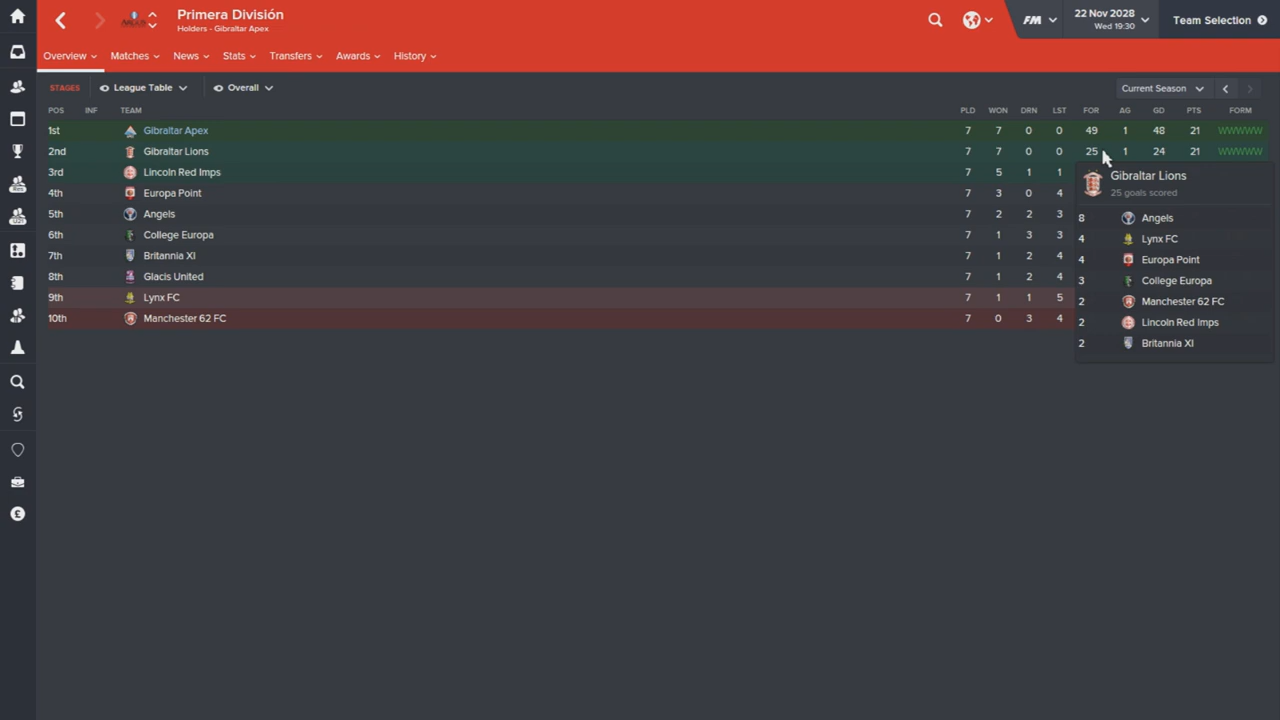 Primera División
Holders - Gibraltar Apex
FM
22 Nov 2028
Wed 19:30
Team Selection
Overview Matches News Stats Transfers Awards History
STAGES League Table Overall Current Season
POS INF TEAM PLD WON DRN LST FOR AG GD PTS FORM
1st Gibraltar Apex 7 7 0 0 49 1 48 21 WWWWW
2nd Gibraltar Lions 7 7 0 0 25 1 24 21 WWWWW
3rd Lincoln Red Imps 7 5 1 1
4th Europa Point 7 3 0 4
5th Angels 7 2 2 3
6th College Europa 7 1 3 3
7th Britannia XI 7 1 2 4
8th Glacis United 7 1 2 4
9th Lynx FC 7 1 1 5
10th Manchester 62 FC 7 0 3 4
Gibraltar Lions
25 goals scored
8 Angels
4 Lynx FC
4 Europa Point
3 College Europa
2 Manchester 62 FC
2 Lincoln Red Imps
2 Britannia XI